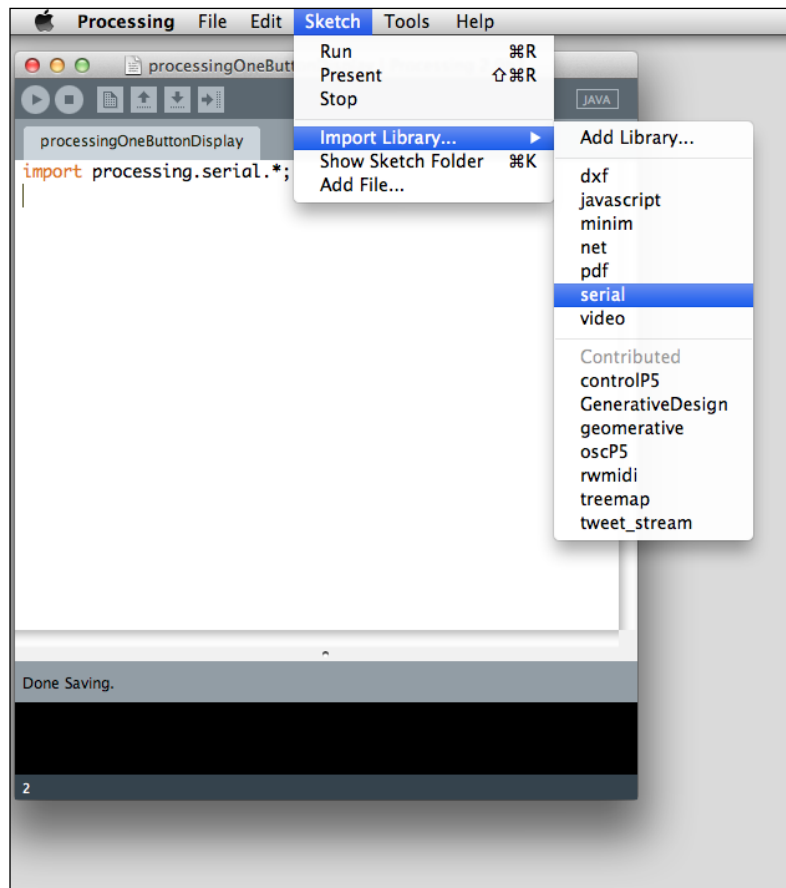 Processing File Edit Sketch Tools Help
processingOneButt
JAVA
processingOneButtonDisplay
import processing.serial.*;
Run ⌘R
Present ⇧⌘R
Stop
Import Library... ▶
Show Sketch Folder ⌘K
Add File...
Add Library...
dxf
javascript
minim
net
pdf
serial
video
Contributed
controlP5
GenerativeDesign
geomerative
oscP5
rwmidi
treemap
tweet_stream
Done Saving.
2